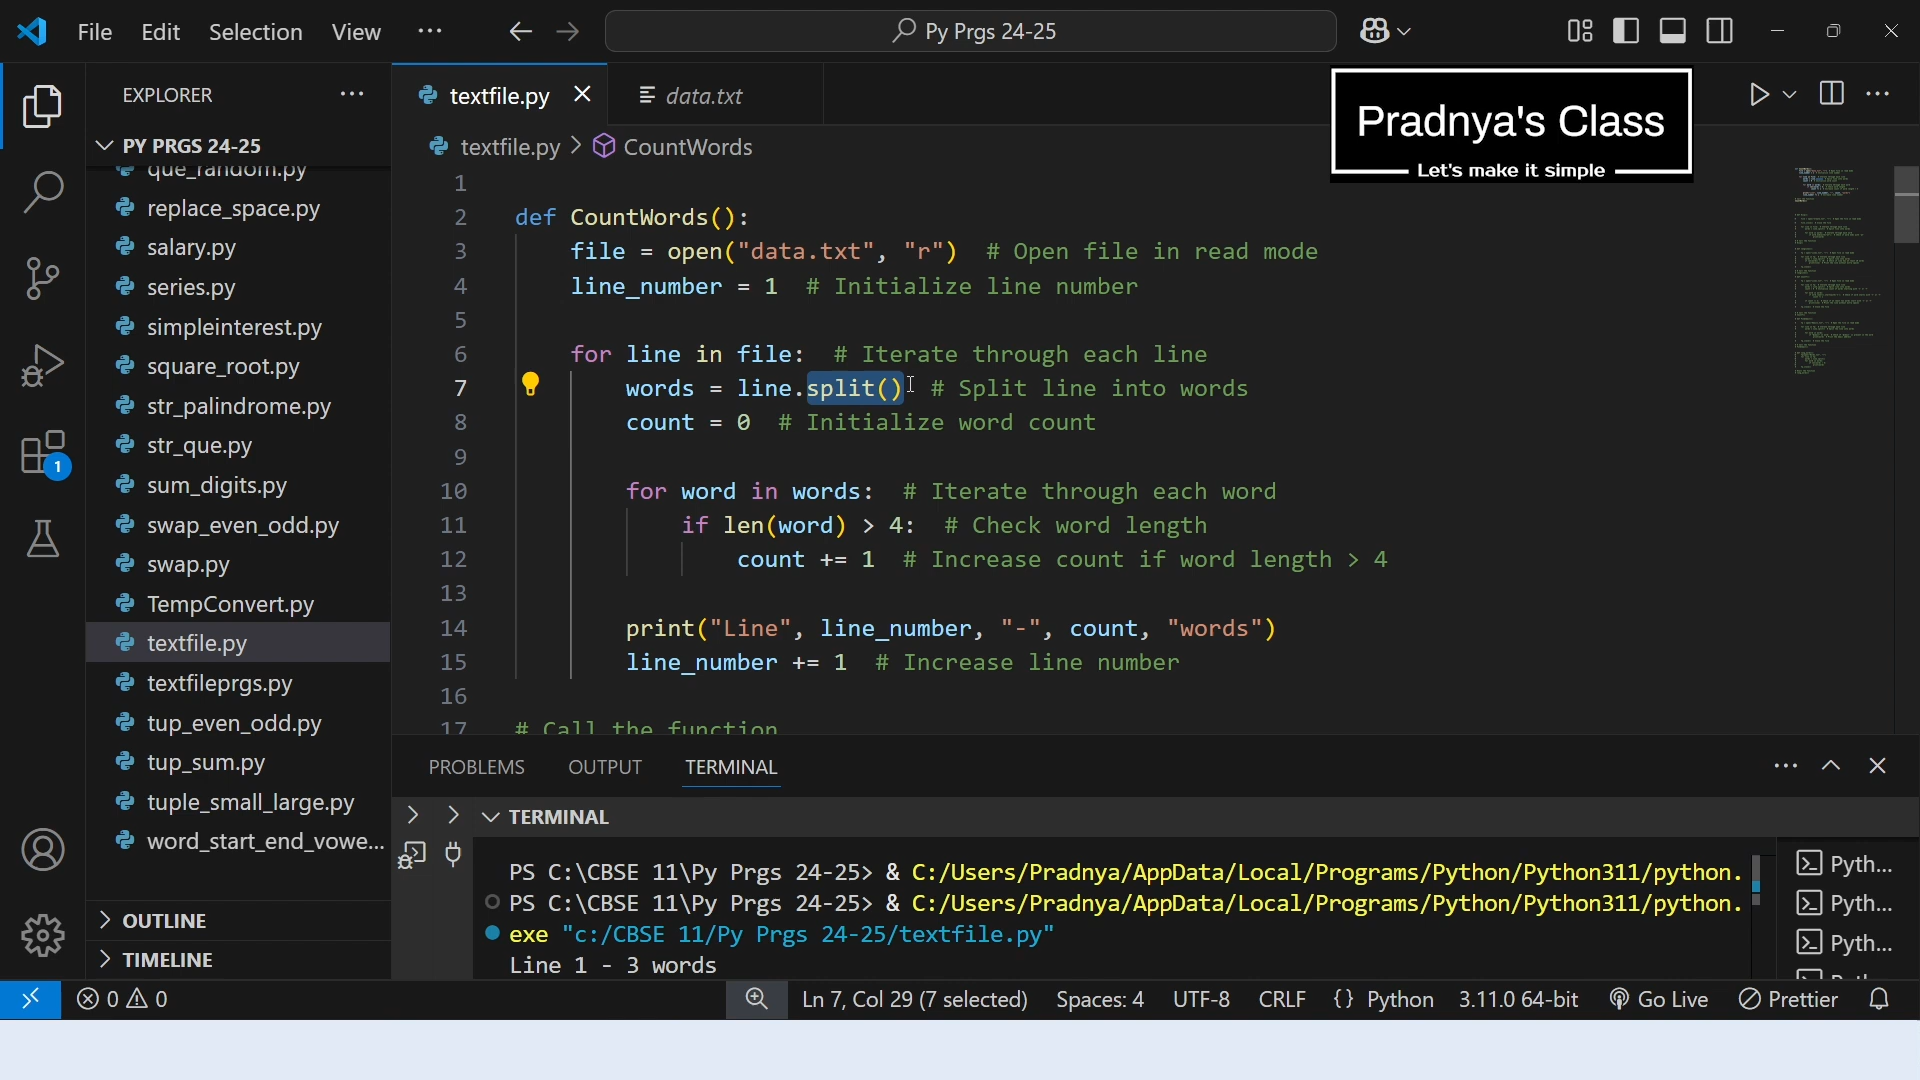 File Edit Selection View ··· Py Prgs 24-25
Pradnya's Class
Let's make it simple
EXPLORER ···
PY PRGS 24-25
que_random.py
replace_space.py
salary.py
series.py
simpleinterest.py
square_root.py
str_palindrome.py
str_que.py
sum_digits.py
swap_even_odd.py
swap.py
TempConvert.py
textfile.py
textfileprgs.py
tup_even_odd.py
tup_sum.py
tuple_small_large.py
word_start_end_vowe...
OUTLINE
TIMELINE
1
textfile.py data.txt
textfile.py > CountWords
1
2 def CountWords():
3 file = open("data.txt", "r") # Open file in read mode
4 line_number = 1 # Initialize line number
5
6 for line in file: # Iterate through each line
7 words = line.split() # Split line into words
8 count = 0 # Initialize word count
9
10 for word in words: # Iterate through each word
11 if len(word) > 4: # Check word length
12 count += 1 # Increase count if word length > 4
13
14 print("Line", line_number, "-", count, "words")
15 line_number += 1 # Increase line number
16
17 # Call the function
PROBLEMS OUTPUT TERMINAL
TERMINAL
PS C:\CBSE 11\Py Prgs 24-25> & C:/Users/Pradnya/AppData/Local/Programs/Python/Python311/python.
PS C:\CBSE 11\Py Prgs 24-25> & C:/Users/Pradnya/AppData/Local/Programs/Python/Python311/python.
exe "c:/CBSE 11/Py Prgs 24-25/textfile.py"
Line 1 - 3 words
Pyth...
Pyth...
Pyth...
0 0 Ln 7, Col 29 (7 selected) Spaces: 4 UTF-8 CRLF {} Python 3.11.0 64-bit Go Live Prettier